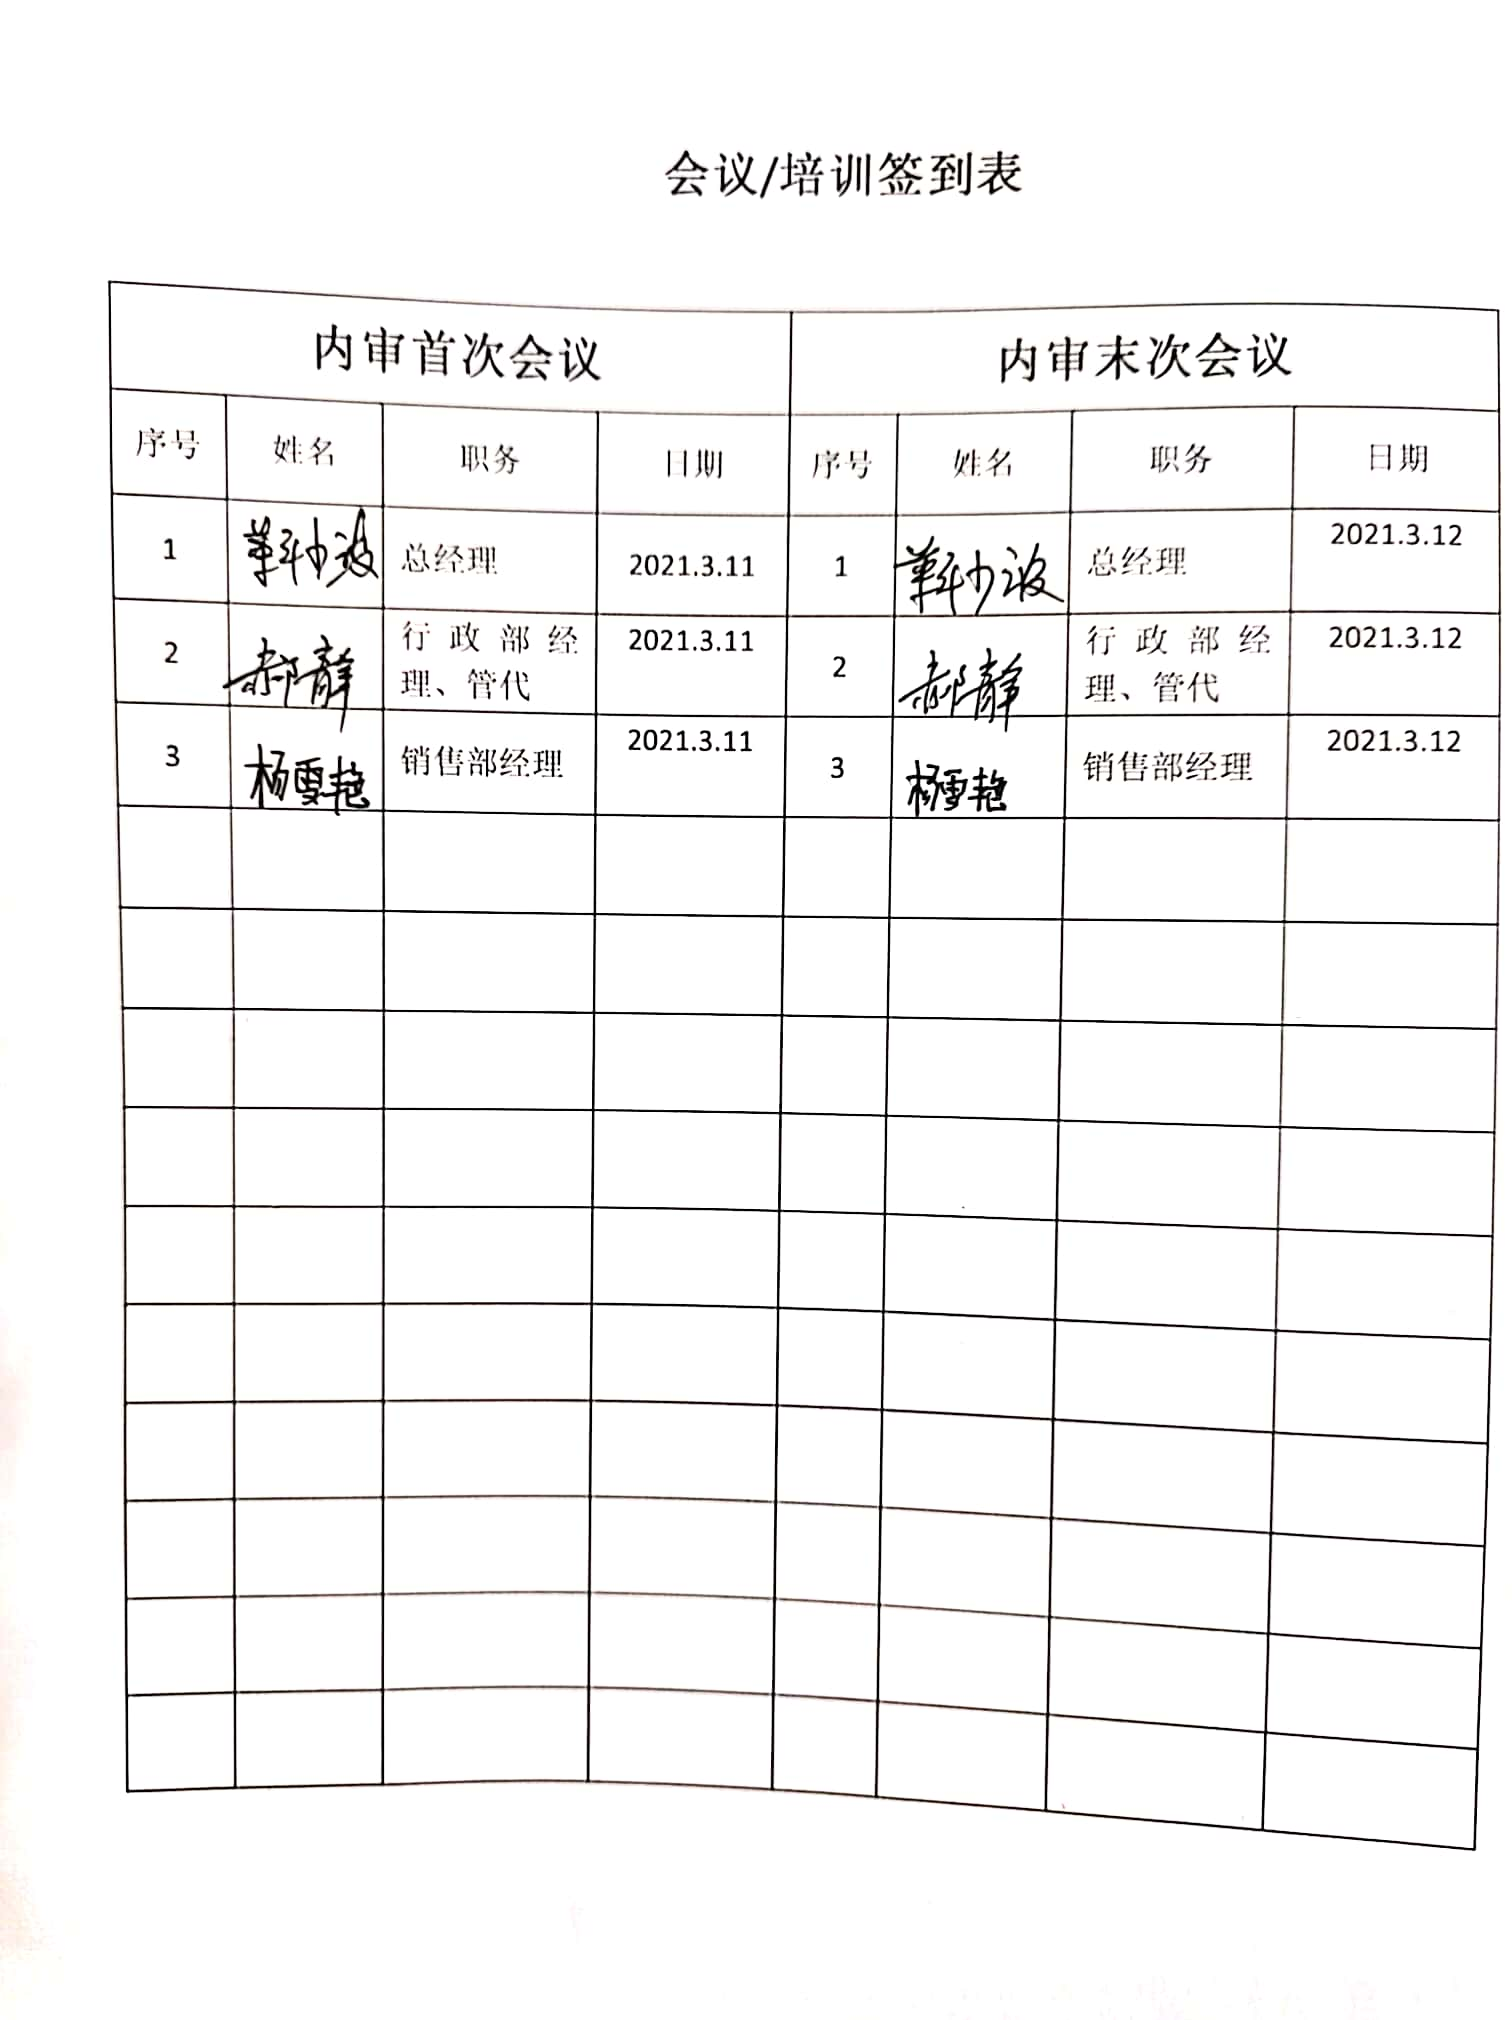 会议/培训签到表
内审首次会议 内审末次会议
序号 姓名 职务 日期 序号 姓名 职务 日期
1 总经理 2021.3.11 1 总经理 2021.3.12
2 郝静 行政部经 2021.3.11 2 郝静 行政部经 2021.3.12
理、管代 理、管代
3 杨雪艳 销售部经理 2021.3.11 3 杨雪艳 销售部经理 2021.3.12